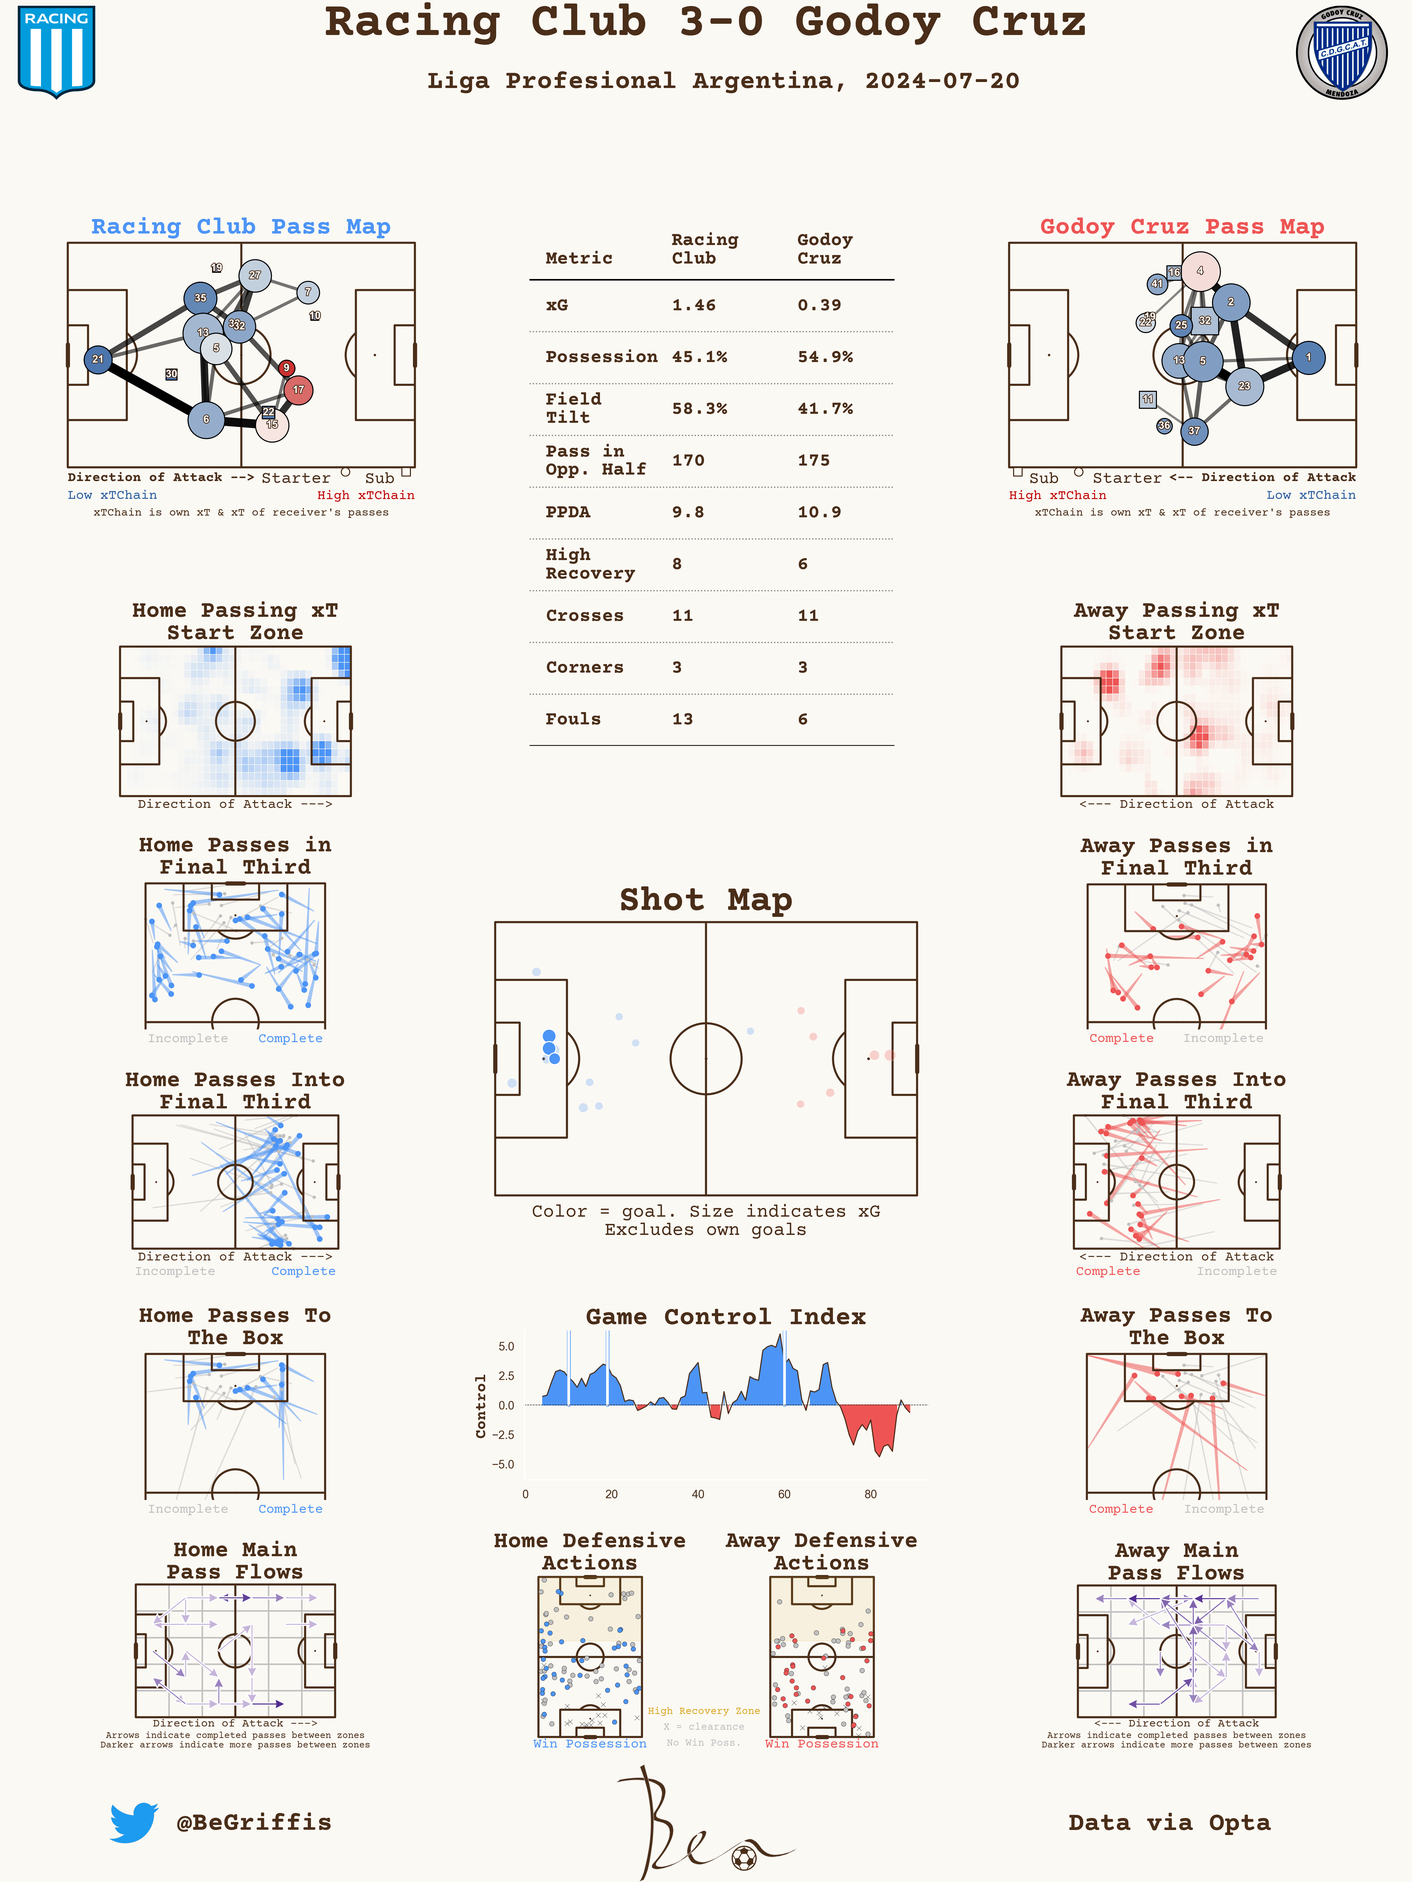 Racing Club 3-0 Godoy Cruz
Liga Profesional Argentina, 2024-07-20
RACING
GODOY CRUZ
C.D.G.C.A.T.
MENDOZA
Racing Club Pass Map
19
27
7
35
10
32
13
5
21
9
30
17
22
6
15
Direction of Attack --> Starter Sub
Low xTChain High xTChain
xTChain is own xT & xT of receiver's passes
Metric Racing Club Godoy Cruz
xG 1.46 0.39
Possession 45.1% 54.9%
Field Tilt 58.3% 41.7%
Pass in Opp. Half 170 175
PPDA 9.8 10.9
High Recovery 8 6
Crosses 11 11
Corners 3 3
Fouls 13 6
Godoy Cruz Pass Map
16
4
41
2
22
25
32
13
5
1
23
11
36
37
Sub Starter <-- Direction of Attack
High xTChain Low xTChain
xTChain is own xT & xT of receiver's passes
Home Passing xT
Start Zone
Direction of Attack --->
Away Passing xT
Start Zone
<--- Direction of Attack
Home Passes in
Final Third
Incomplete Complete
Away Passes in
Final Third
Complete Incomplete
Shot Map
Color = goal. Size indicates xG
Excludes own goals
Home Passes Into
Final Third
Direction of Attack --->
Incomplete Complete
Away Passes Into
Final Third
<--- Direction of Attack
Complete Incomplete
Home Passes To
The Box
Incomplete Complete
Game Control Index
Control
5.0
2.5
0.0
−2.5
−5.0
0 20 40 60 80
Away Passes To
The Box
Complete Incomplete
Home Main
Pass Flows
Direction of Attack --->
Arrows indicate completed passes between zones
Darker arrows indicate more passes between zones
Home Defensive
Actions
Win Possession
High Recovery Zone
X = clearance
No Win Poss.
Away Defensive
Actions
Win Possession
Away Main
Pass Flows
<--- Direction of Attack
Arrows indicate completed passes between zones
Darker arrows indicate more passes between zones
@BeGriffis
Ben
Data via Opta